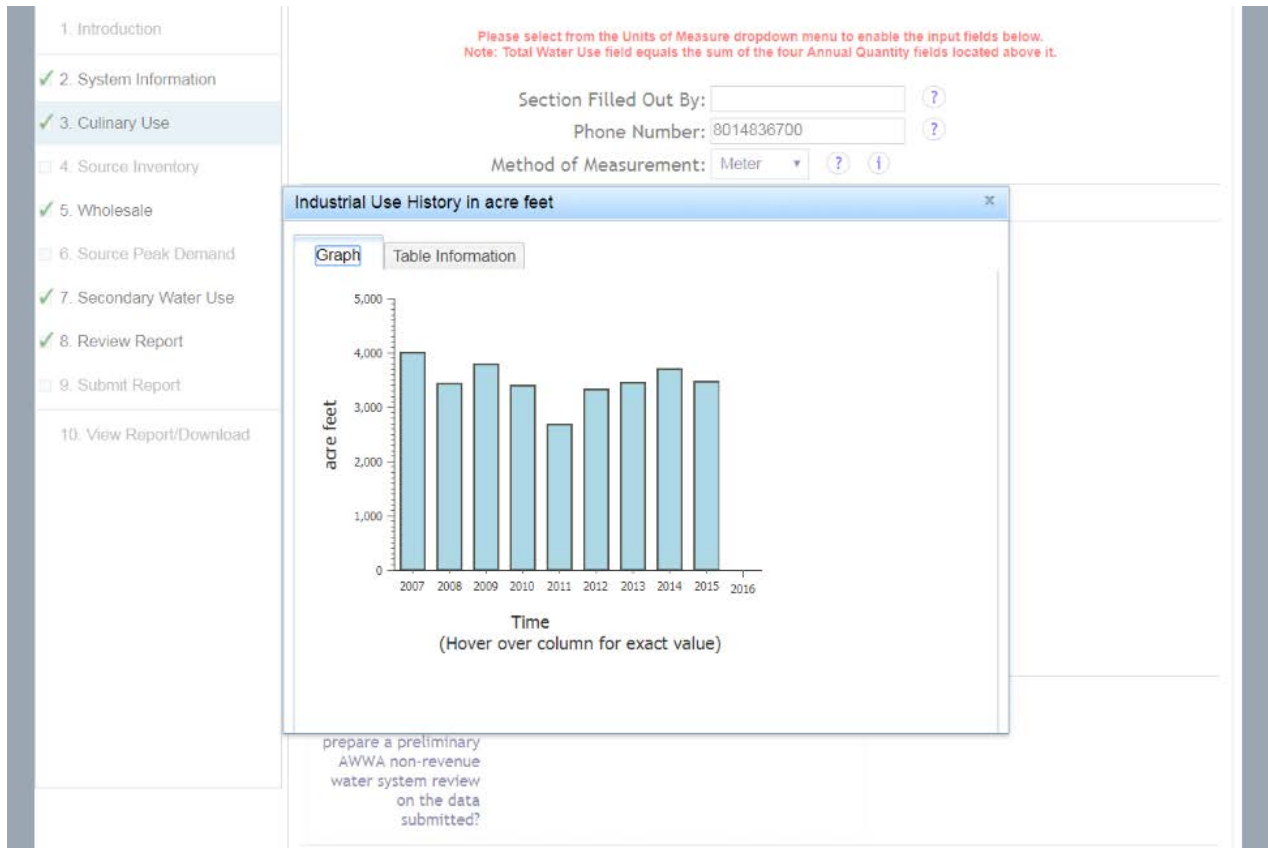 1. Introduction
2. System Information
3. Culinary Use
4. Source Inventory
5. Wholesale
6. Source Peak Demand
7. Secondary Water Use
8. Review Report
9. Submit Report
10. View Report/Download
Please select from the Units of Measure dropdown menu to enable the input fields below.
Note: Total Water Use field equals the sum of the four Annual Quantity fields located above it.
Section Filled Out By: ?
Phone Number: 8014836700 ?
Method of Measurement: Meter ? i
Industrial Use History in acre feet x
Graph Table Information
5,000
4,000
3,000
2,000
1,000
0
acre feet
2007 2008 2009 2010 2011 2012 2013 2014 2015 2016
Time
(Hover over column for exact value)
prepare a preliminary
AWWA non-revenue
water system review
on the data
submitted?